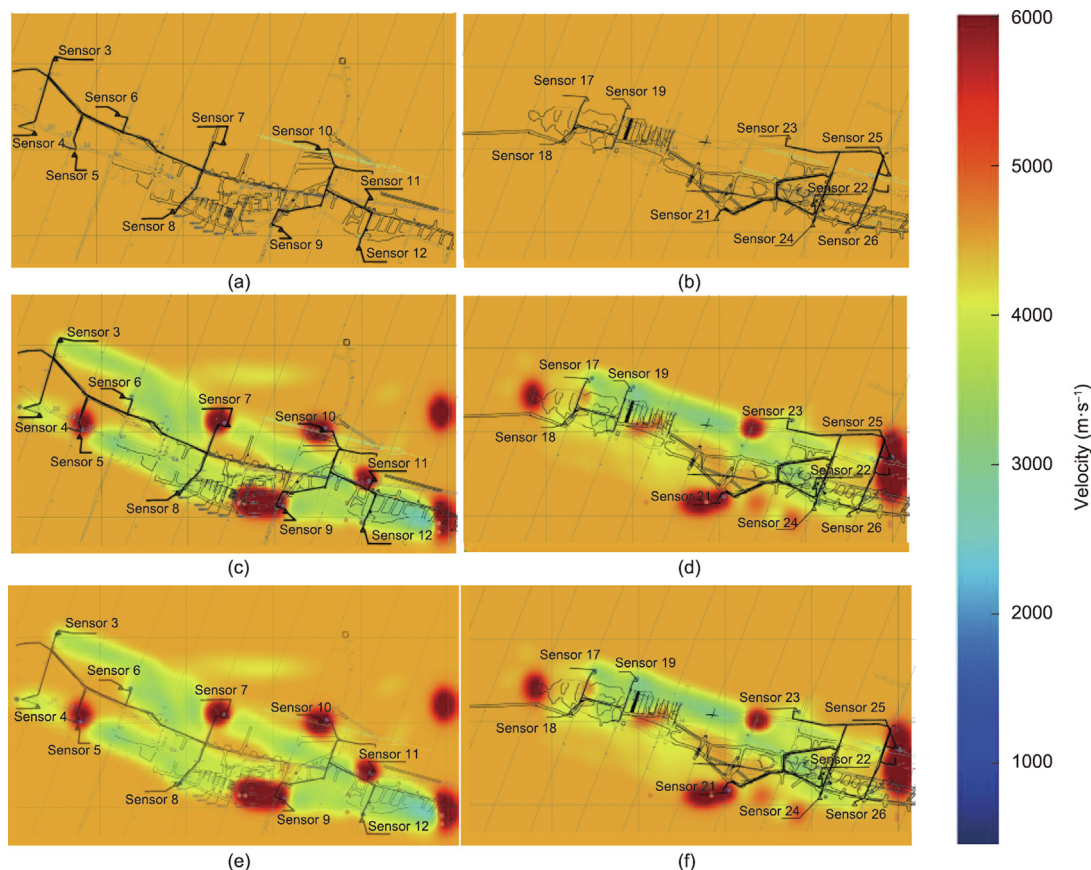 Sensor 3
Sensor 6
Sensor 7
Sensor 10
Sensor 4
Sensor 5
Sensor 11
Sensor 8
Sensor 9
Sensor 12
(a)
Sensor 17
Sensor 19
Sensor 23
Sensor 25
Sensor 18
Sensor 22
Sensor 21
Sensor 24
Sensor 26
(b)
Sensor 3
Sensor 6
Sensor 7
Sensor 10
Sensor 4
Sensor 5
Sensor 11
Sensor 8
Sensor 9
Sensor 12
(c)
Sensor 17
Sensor 19
Sensor 23
Sensor 25
Sensor 18
Sensor 22
Sensor 21
Sensor 24
Sensor 26
(d)
Sensor 3
Sensor 6
Sensor 7
Sensor 10
Sensor 4
Sensor 5
Sensor 11
Sensor 8
Sensor 9
Sensor 12
(e)
Sensor 17
Sensor 19
Sensor 23
Sensor 25
Sensor 18
Sensor 22
Sensor 21
Sensor 24
Sensor 26
(f)
6000
5000
4000
3000
2000
1000
Velocity (m·s⁻¹)